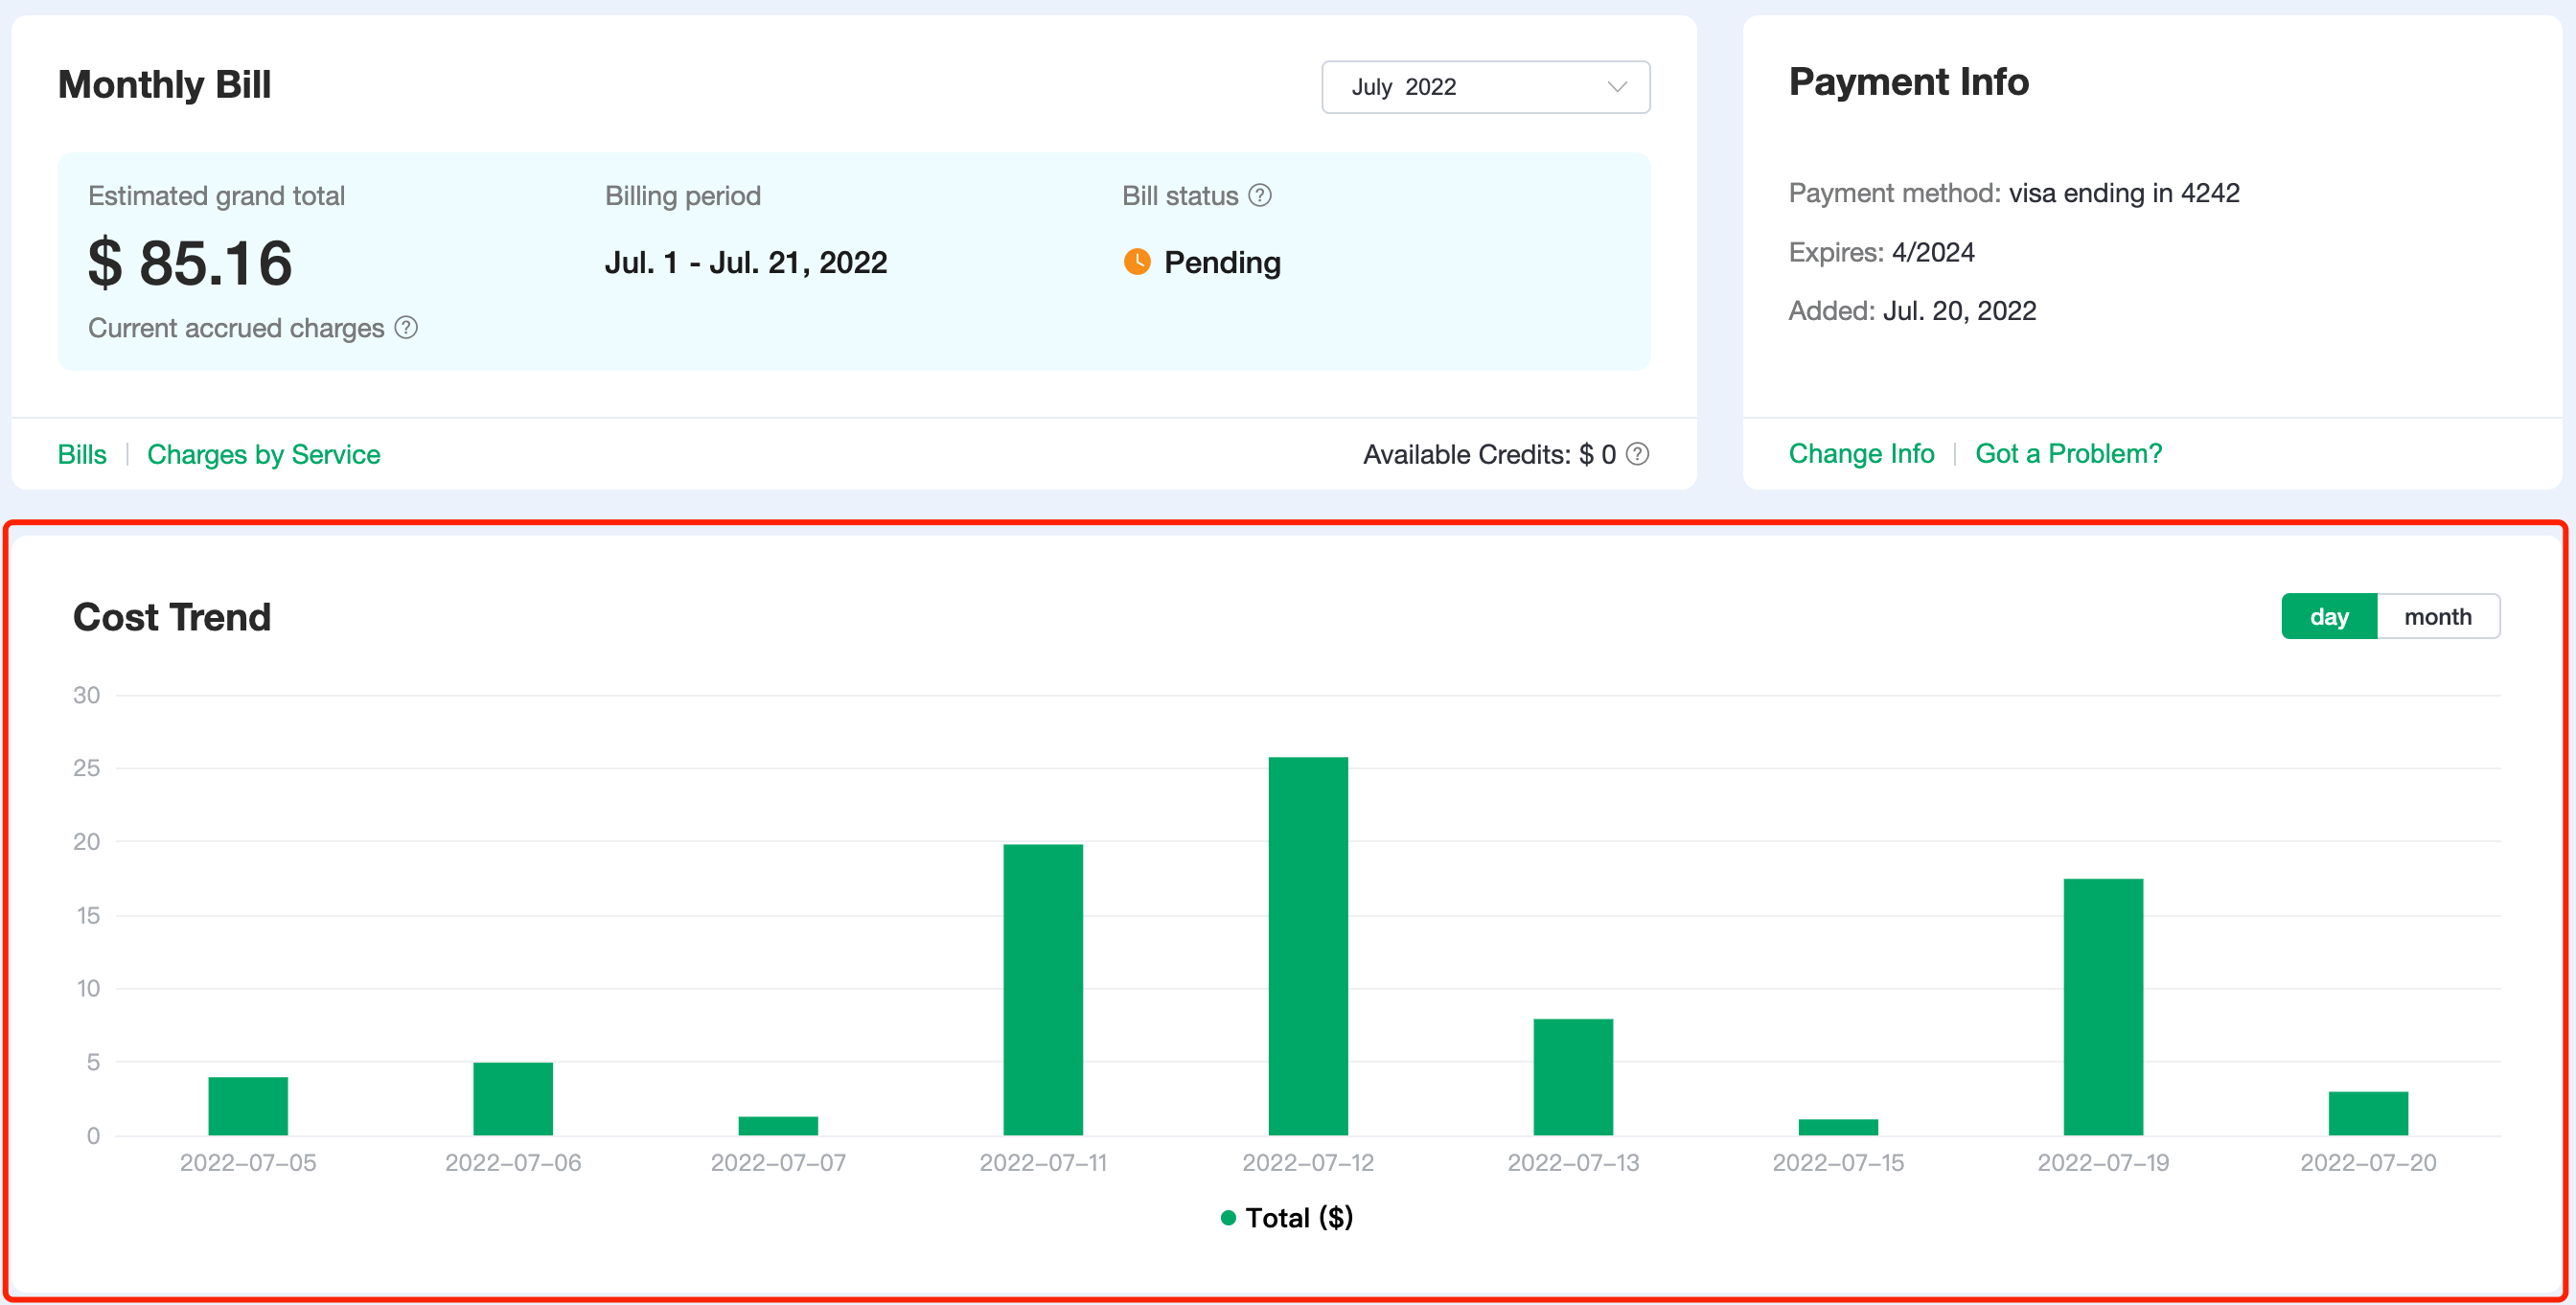 Monthly Bill
July 2022
Estimated grand total
$ 85.16
Current accrued charges ?
Billing period
Jul. 1 - Jul. 21, 2022
Bill status ?
Pending
Bills | Charges by Service
Available Credits: $ 0 ?
Payment Info
Payment method: visa ending in 4242
Expires: 4/2024
Added: Jul. 20, 2022
Change Info | Got a Problem?
Cost Trend
day month
30
25
20
15
10
5
0
2022-07-05 2022-07-06 2022-07-07 2022-07-11 2022-07-12 2022-07-13 2022-07-15 2022-07-19 2022-07-20
Total ($)